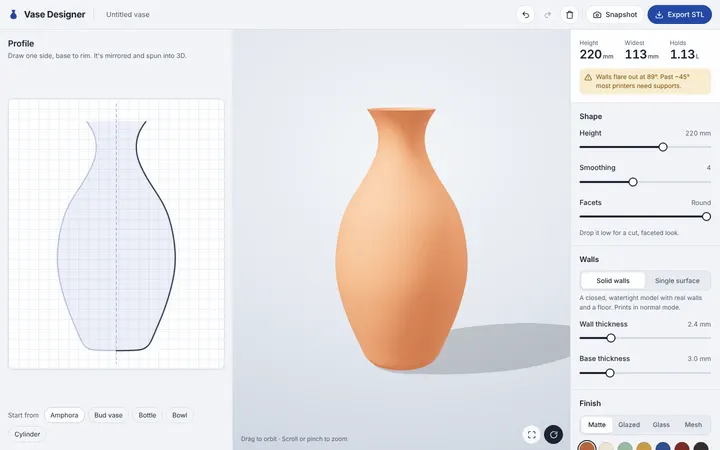 Vase Designer
Untitled vase
Snapshot
Export STL
Profile
Draw one side, base to rim. It's mirrored and spun into 3D.
Start from
Amphora
Bud vase
Bottle
Bowl
Cylinder
Drag to orbit · Scroll or pinch to zoom
Height
Widest
Holds
220 mm
113 mm
1.13 L
Walls flare out at 89°. Past ~45°
most printers need supports.
Shape
Height
220 mm
Smoothing
4
Facets
Round
Drop it low for a cut, faceted look.
Walls
Solid walls
Single surface
A closed, watertight model with real walls
and a floor. Prints in normal mode.
Wall thickness
2.4 mm
Base thickness
3.0 mm
Finish
Matte
Glazed
Glass
Mesh